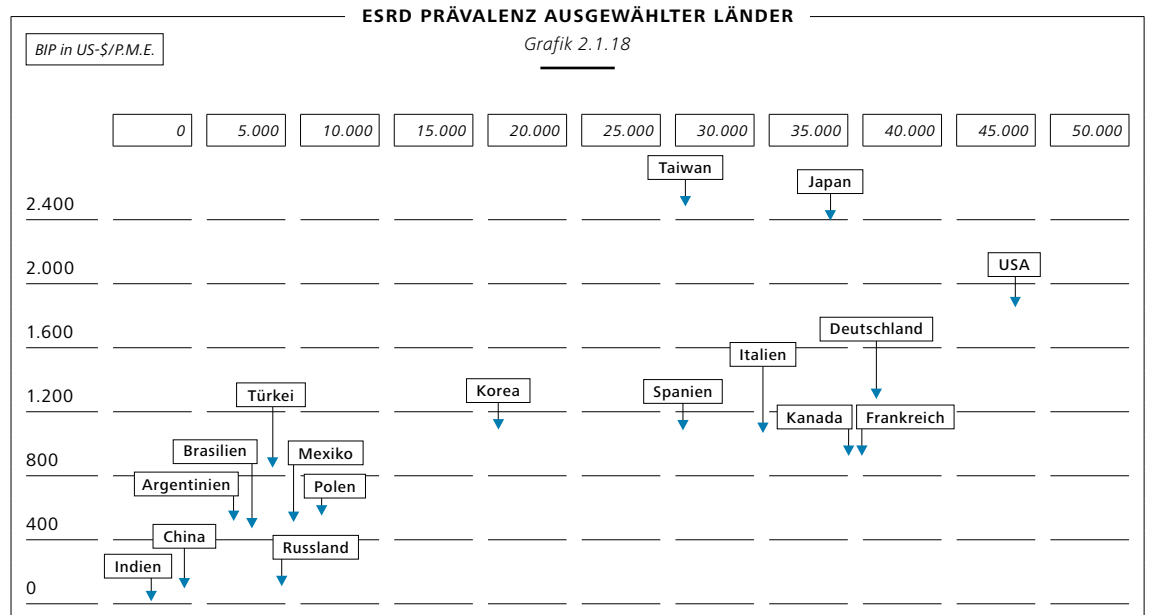 ESRD PRÄVALENZ AUSGEWÄHLTER LÄNDER
Grafik 2.1.18
BIP in US-$/P.M.E.
0 5.000 10.000 15.000 20.000 25.000 30.000 35.000 40.000 45.000 50.000
Taiwan
Japan
2.400
2.000
USA
1.600
Deutschland
Italien
1.200
Türkei
Korea
Spanien
Kanada
Frankreich
800
Brasilien
Mexiko
Argentinien
Polen
400
China
Russland
Indien
0